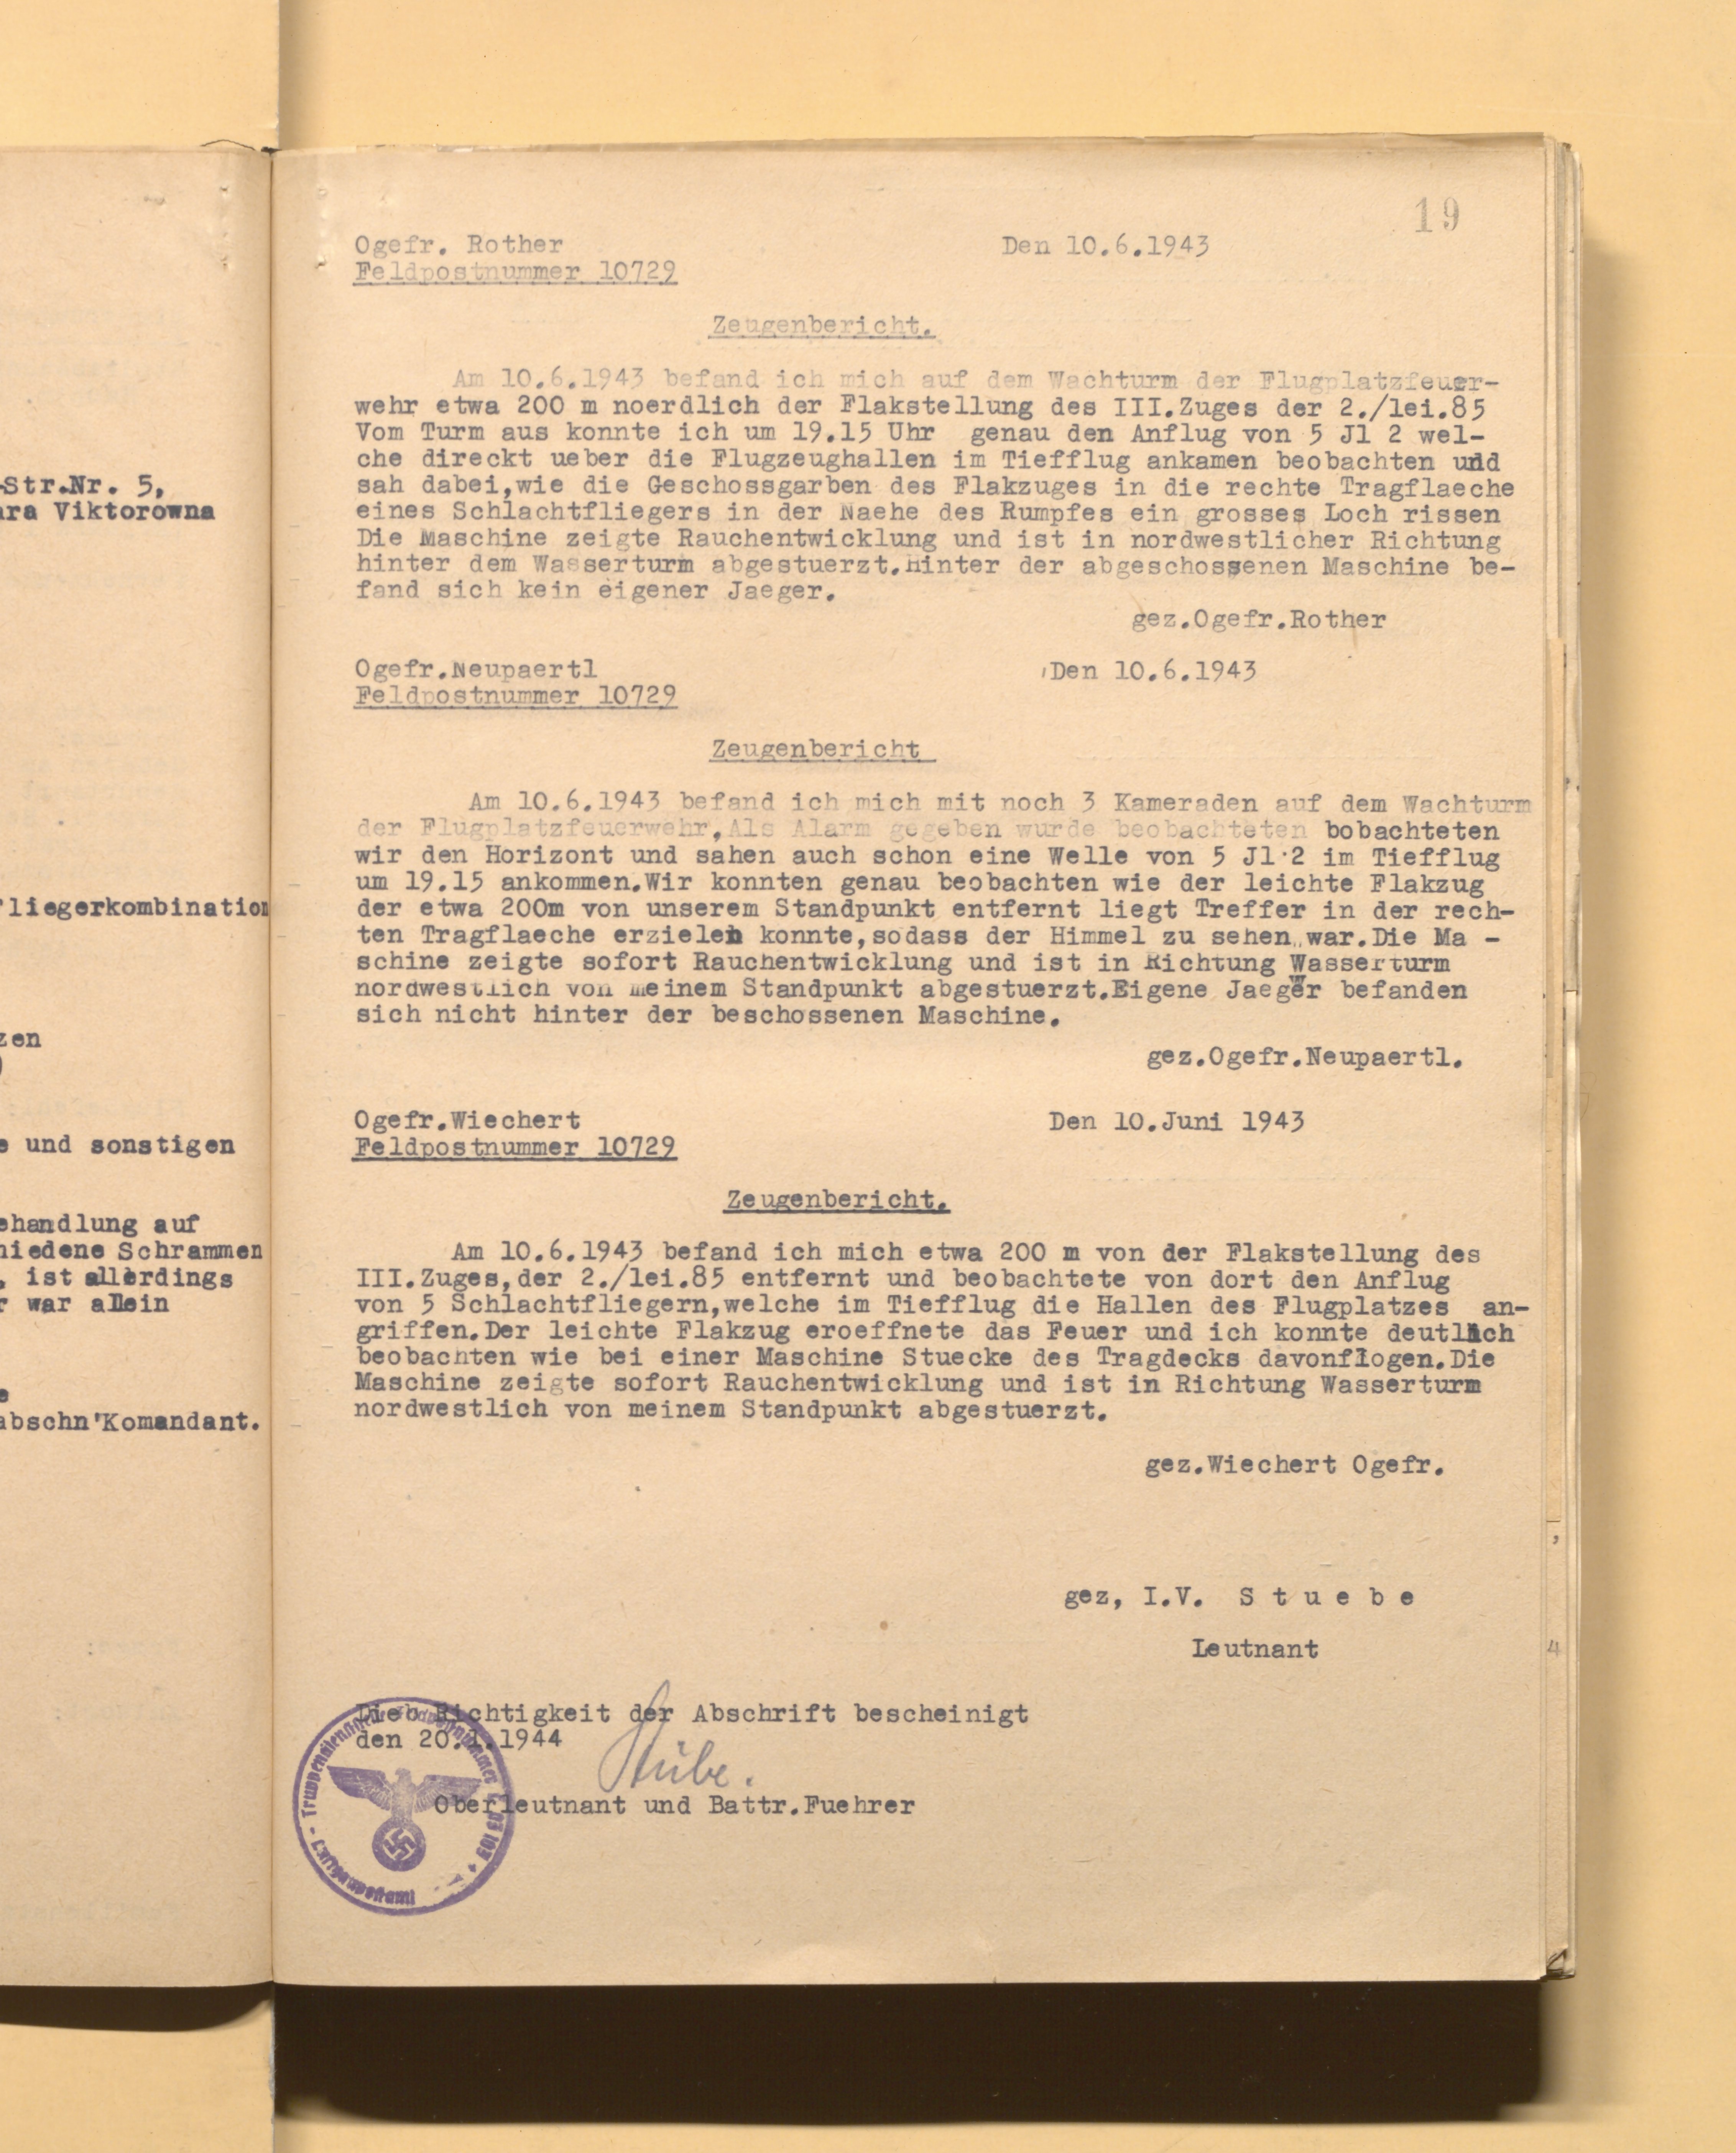 -Str.Nr. 5,
ara Viktorowna
Fliegerkombination
zen
)
e und sonstigen
ehandlung auf
hiedene Schrammen
, ist allerdings
r war allein
e
abschn'Komandant.
19
Ogefr. Rother Den 10.6.1943
Feldpostnummer 10729
Zeugenbericht.
Am 10.6.1943 befand ich mich auf dem Wachturm der Flugplatzfeuer-
wehr etwa 200 m noerdlich der Flakstellung des III.Zuges der 2./lei.85
Vom Turm aus konnte ich um 19.15 Uhr genau den Anflug von 5 Jl 2 wel-
che direckt ueber die Flugzeughallen im Tiefflug ankamen beobachten und
sah dabei,wie die Geschossgarben des Flakzuges in die rechte Tragflaeche
eines Schlachtfliegers in der Naehe des Rumpfes ein grosses Loch rissen
Die Maschine zeigte Rauchentwicklung und ist in nordwestlicher Richtung
hinter dem Wasserturm abgestuerzt.Hinter der abgeschossenen Maschine be-
fand sich kein eigener Jaeger.
gez.Ogefr.Rother
Ogefr.Neupaertl Den 10.6.1943
Feldpostnummer 10729
Zeugenbericht
Am 10.6.1943 befand ich mich mit noch 3 Kameraden auf dem Wachturm
der Flugplatzfeuerwehr,Als Alarm gegeben wurde beobachteten bobachteten
wir den Horizont und sahen auch schon eine Welle von 5 Jl 2 im Tiefflug
um 19.15 ankommen.Wir konnten genau beobachten wie der leichte Flakzug
der etwa 200m von unserem Standpunkt entfernt liegt Treffer in der rech-
ten Tragflaeche erzielen konnte,sodass der Himmel zu sehen war.Die Ma -
schine zeigte sofort Rauchentwicklung und ist in Richtung Wasserturm
nordwestlich von meinem Standpunkt abgestuerzt.Eigene Jaeger befanden
sich nicht hinter der beschossenen Maschine.
gez.Ogefr.Neupaertl.
Ogefr.Wiechert Den 10.Juni 1943
Feldpostnummer 10729
Zeugenbericht.
Am 10.6.1943 befand ich mich etwa 200 m von der Flakstellung des
III.Zuges,der 2./lei.85 entfernt und beobachtete von dort den Anflug
von 5 Schlachtfliegern,welche im Tiefflug die Hallen des Flugplatzes an-
griffen.Der leichte Flakzug eroeffnete das Feuer und ich konnte deutlich
beobachten wie bei einer Maschine Stuecke des Tragdecks davonflogen.Die
Maschine zeigte sofort Rauchentwicklung und ist in Richtung Wasserturm
nordwestlich von meinem Standpunkt abgestuerzt.
gez.Wiechert Ogefr.
gez, I.V. S t u e b e
Leutnant
Richtigkeit der Abschrift bescheinigt
den 20.1.1944
Stübe.
Oberleutnant und Battr.Fuehrer
Luftgaupostamt